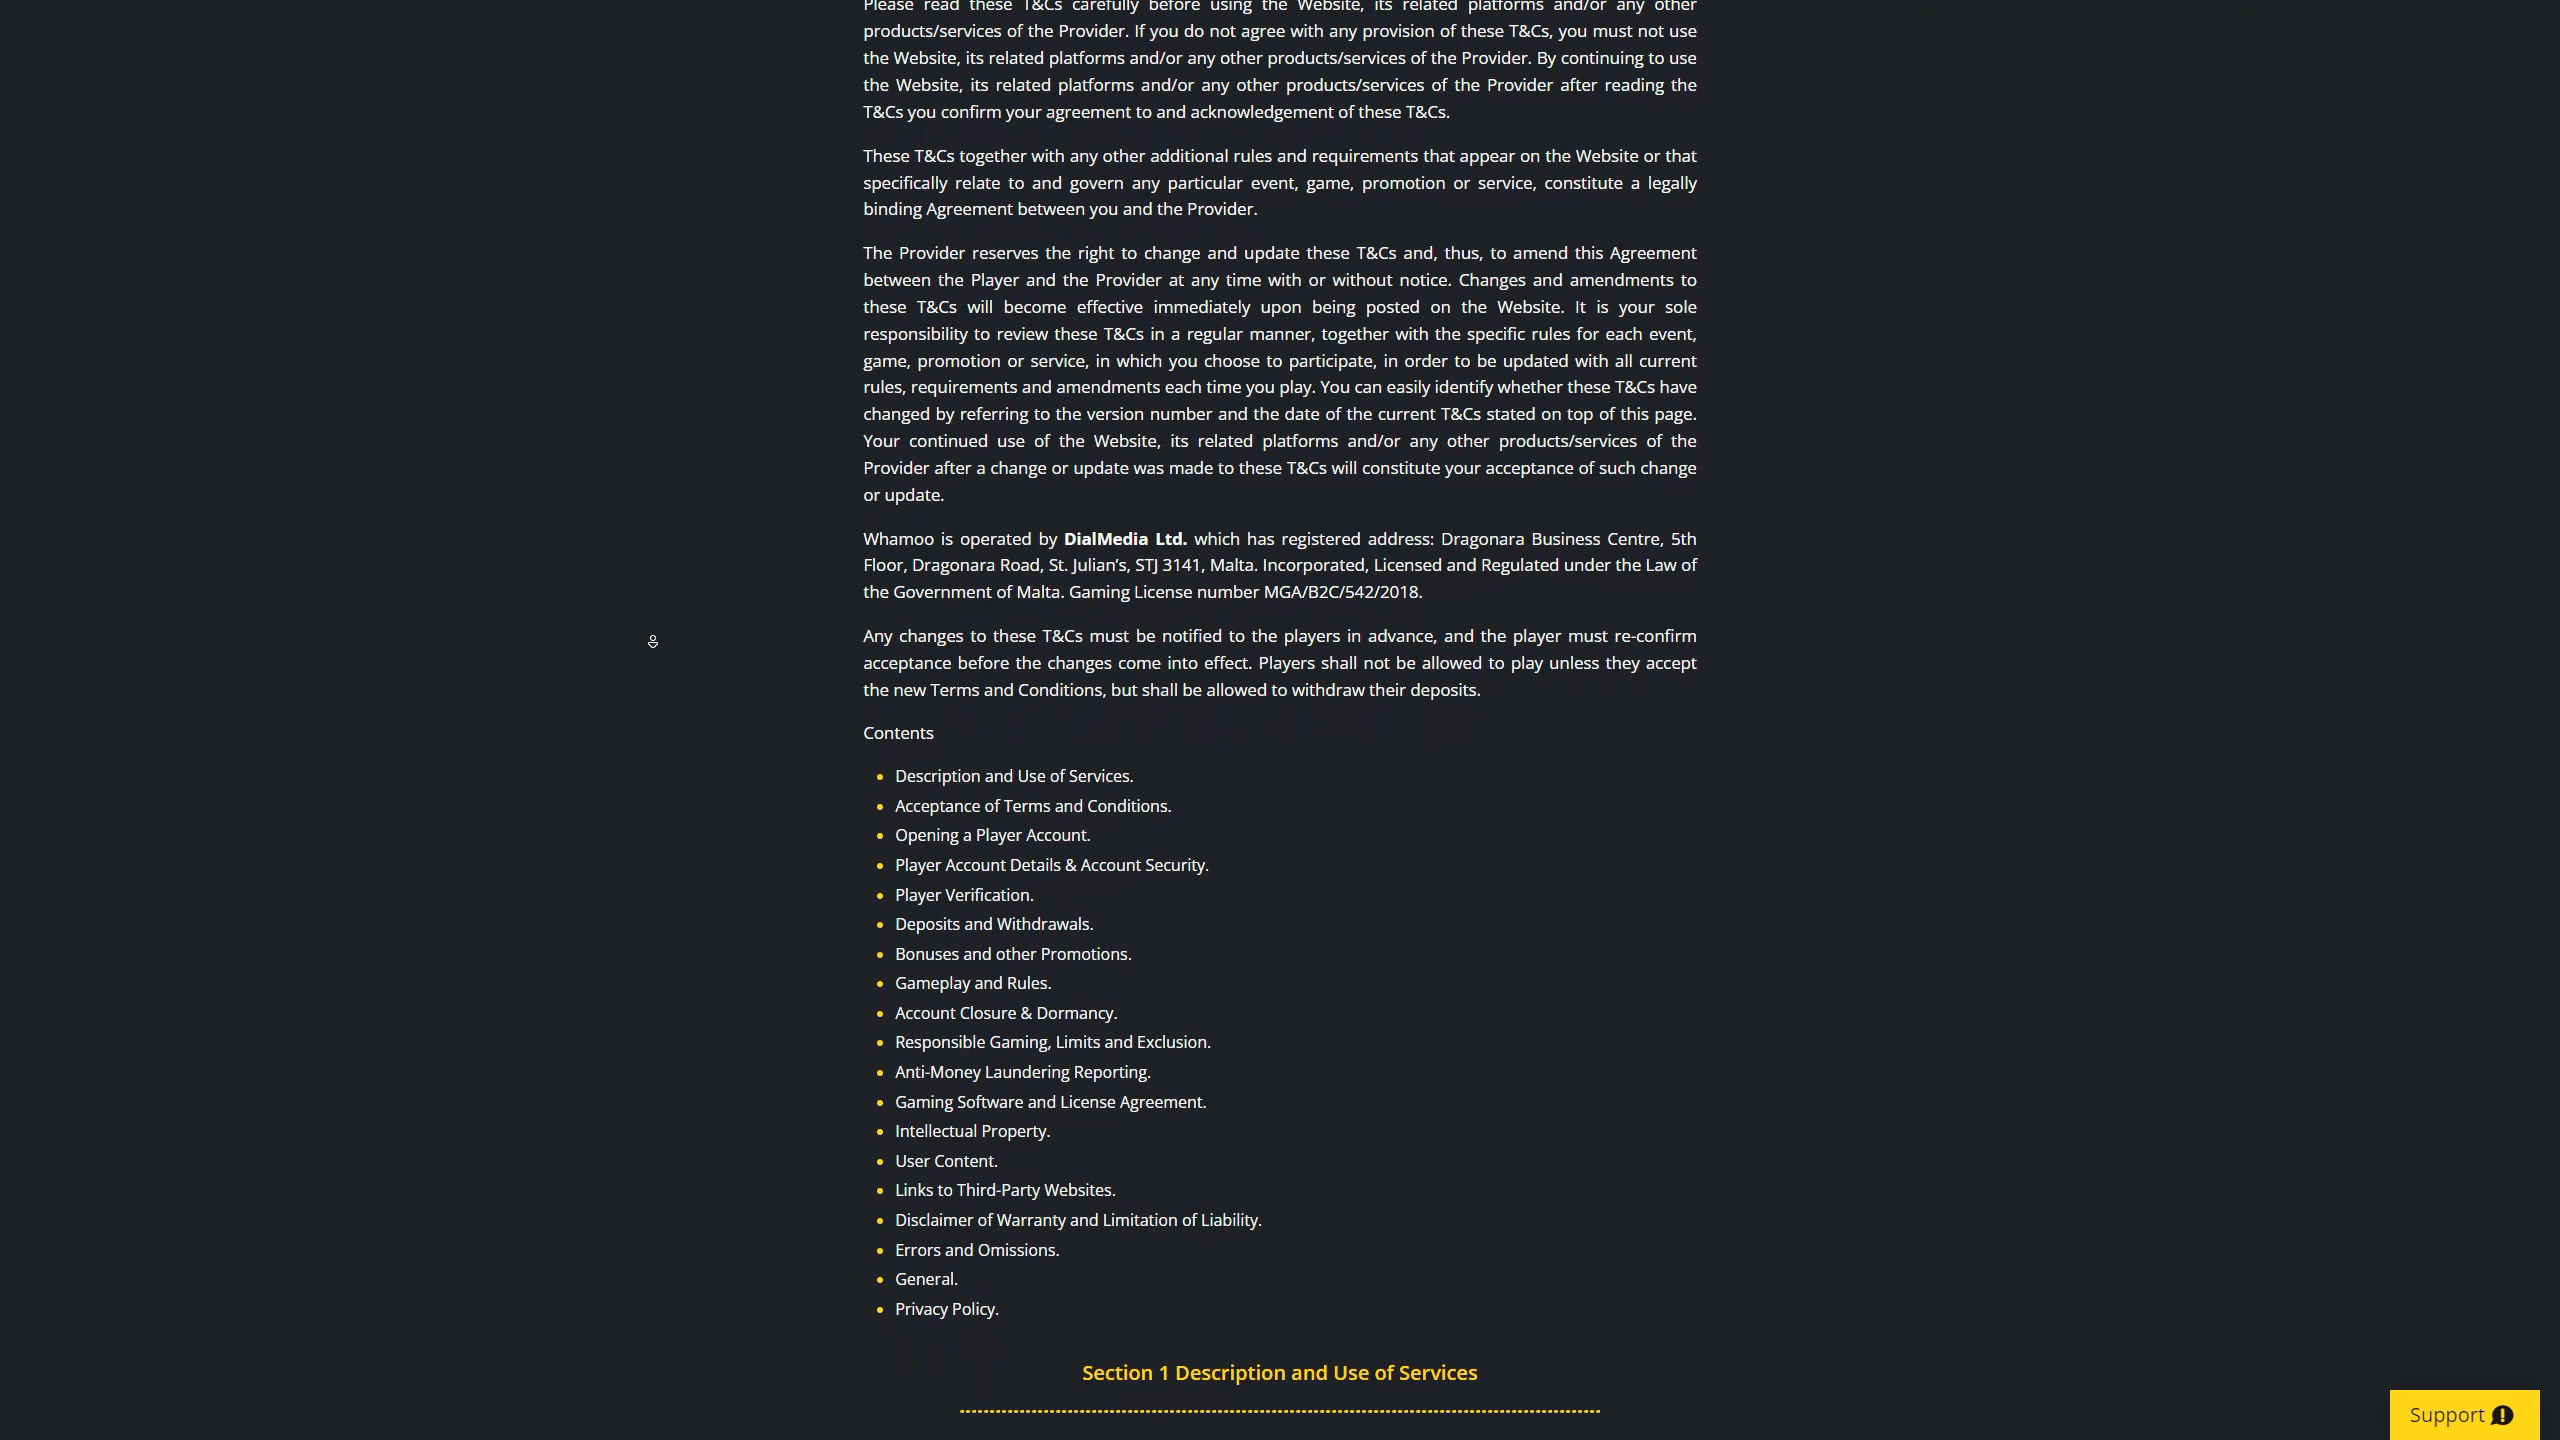 Please read these T&Cs carefully before using the Website, its related platforms and/or any other
products/services of the Provider. If you do not agree with any provision of these T&Cs, you must not use
the Website, its related platforms and/or any other products/services of the Provider. By continuing to use
the Website, its related platforms and/or any other products/services of the Provider after reading the
T&Cs you confirm your agreement to and acknowledgement of these T&Cs.
These T&Cs together with any other additional rules and requirements that appear on the Website or that
specifically relate to and govern any particular event, game, promotion or service, constitute a legally
binding Agreement between you and the Provider.
The Provider reserves the right to change and update these T&Cs and, thus, to amend this Agreement
between the Player and the Provider at any time with or without notice. Changes and amendments to
these T&Cs will become effective immediately upon being posted on the Website. It is your sole
responsibility to review these T&Cs in a regular manner, together with the specific rules for each event,
game, promotion or service, in which you choose to participate, in order to be updated with all current
rules, requirements and amendments each time you play. You can easily identify whether these T&Cs have
changed by referring to the version number and the date of the current T&Cs stated on top of this page.
Your continued use of the Website, its related platforms and/or any other products/services of the
Provider after a change or update was made to these T&Cs will constitute your acceptance of such change
or update.
Whamoo is operated by DialMedia Ltd. which has registered address: Dragonara Business Centre, 5th
Floor, Dragonara Road, St. Julian’s, STJ 3141, Malta. Incorporated, Licensed and Regulated under the Law of
the Government of Malta. Gaming License number MGA/B2C/542/2018.
Any changes to these T&Cs must be notified to the players in advance, and the player must re-confirm
acceptance before the changes come into effect. Players shall not be allowed to play unless they accept
the new Terms and Conditions, but shall be allowed to withdraw their deposits.
Contents
Description and Use of Services.
Acceptance of Terms and Conditions.
Opening a Player Account.
Player Account Details & Account Security.
Player Verification.
Deposits and Withdrawals.
Bonuses and other Promotions.
Gameplay and Rules.
Account Closure & Dormancy.
Responsible Gaming, Limits and Exclusion.
Anti-Money Laundering Reporting.
Gaming Software and License Agreement.
Intellectual Property.
User Content.
Links to Third-Party Websites.
Disclaimer of Warranty and Limitation of Liability.
Errors and Omissions.
General.
Privacy Policy.
Section 1 Description and Use of Services
Support